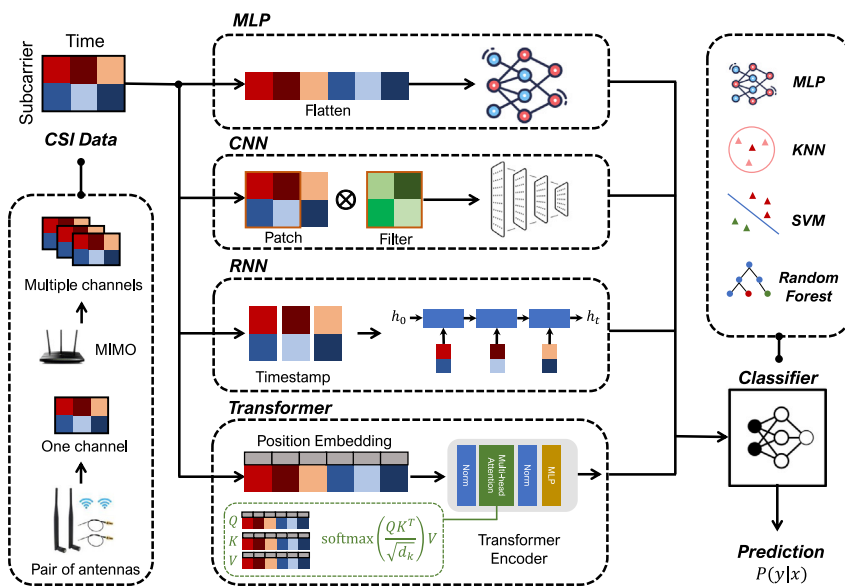 Time
Subcarrier
CSI Data
Multiple channels
MIMO
One channel
Pair of antennas
MLP
Flatten
CNN
Patch
Filter
RNN
Timestamp
h₀
hₜ
Transformer
Position Embedding
Norm
Multi-head
Attention
Norm
MLP
Transformer
Encoder
Q
K
V
softmax(QKᵀ/√dₖ)V
MLP
KNN
SVM
Random
Forest
Classifier
Prediction
P(y|x)